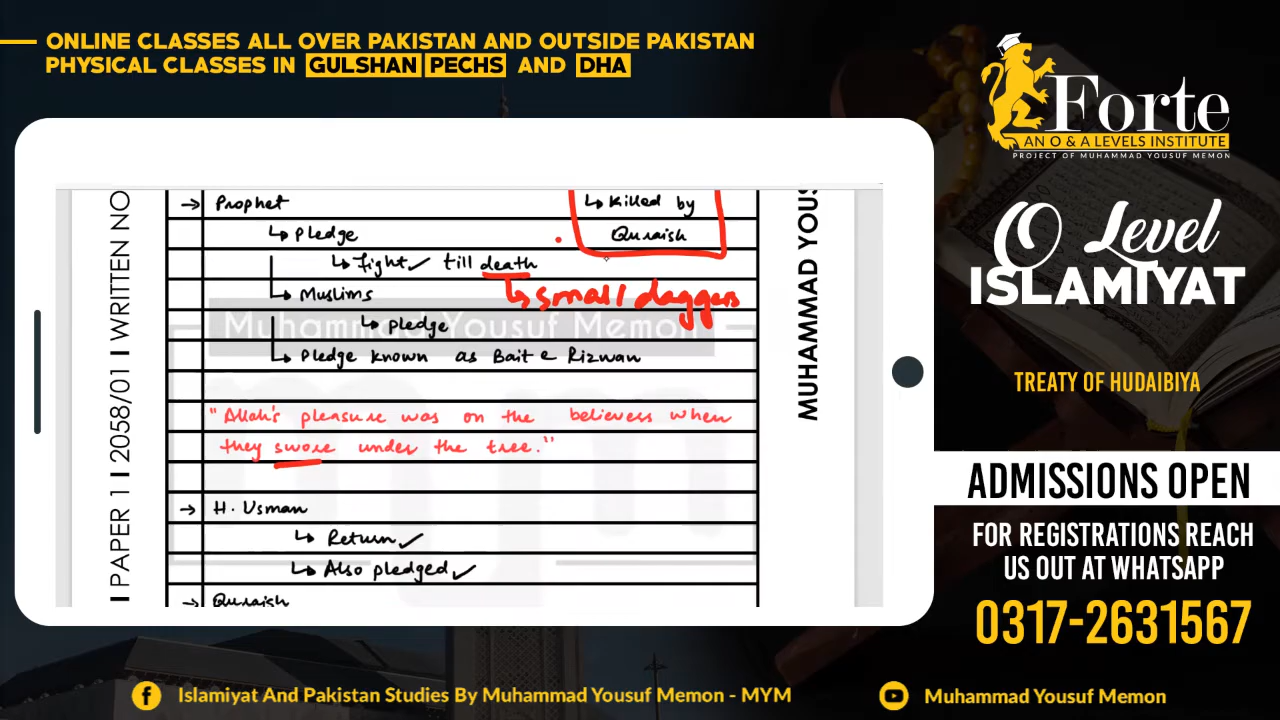 ONLINE CLASSES ALL OVER PAKISTAN AND OUTSIDE PAKISTAN
PHYSICAL CLASSES IN GULSHAN PECHS AND DHA
Forte
AN O & A LEVELS INSTITUTE
PROJECT OF MUHAMMAD YOUSUF MEMON
O Level
ISLAMIYAT
TREATY OF HUDAIBIYA
ADMISSIONS OPEN
FOR REGISTRATIONS REACH
US OUT AT WHATSAPP
0317-2631567
I PAPER 1 I 2058/01 I WRITTEN NO
MUHAMMAD YOUS
→ Prophet
↳ Killed by
Quraish
↳ Pledge
↳ fight ✓ till death
↳ small daggers
↳ Muslims
Muhammad Yousuf Memon
↳ pledge
↳ Pledge known as Bait e Rizwan
"Allah's pleasure was on the believers when
they swore under the tree."
→ H. Usman
↳ Return ✓
↳ Also pledged ✓
→ Quraish
Islamiyat And Pakistan Studies By Muhammad Yousuf Memon - MYM
Muhammad Yousuf Memon